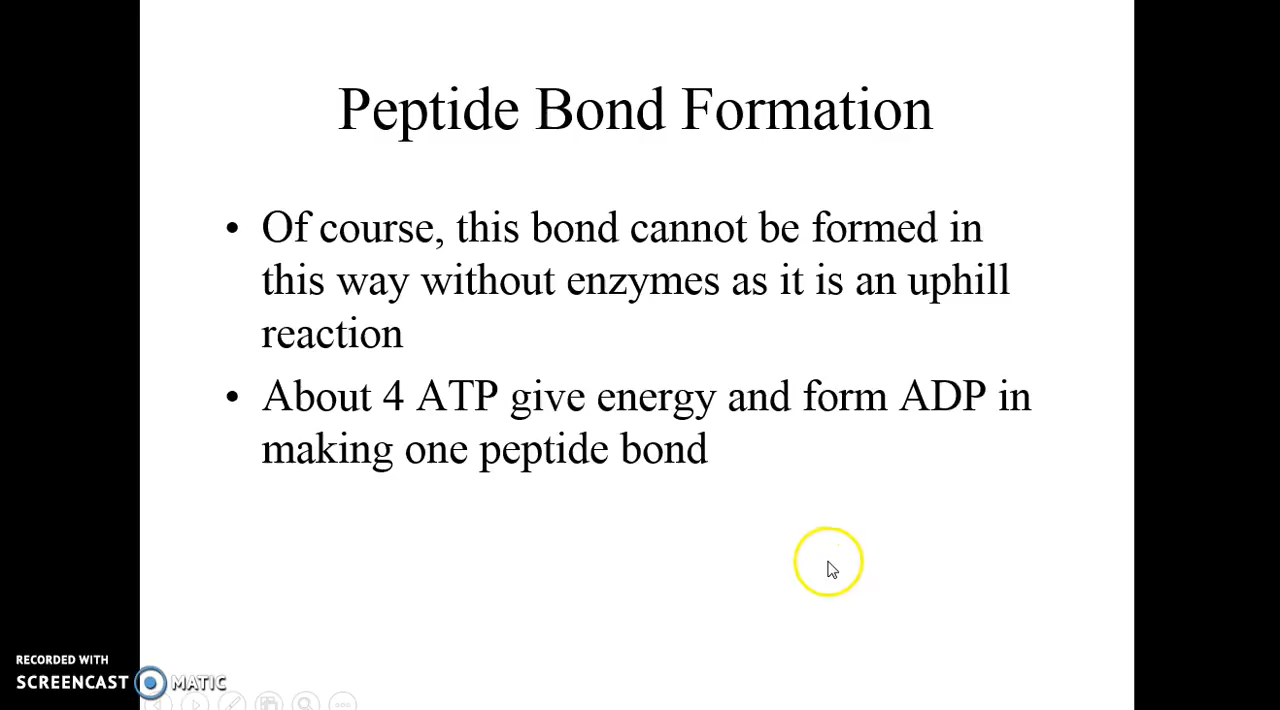 Peptide Bond Formation
• Of course, this bond cannot be formed in
this way without enzymes as it is an uphill
reaction
• About 4 ATP give energy and form ADP in
making one peptide bond
RECORDED WITH
SCREENCAST MATIC